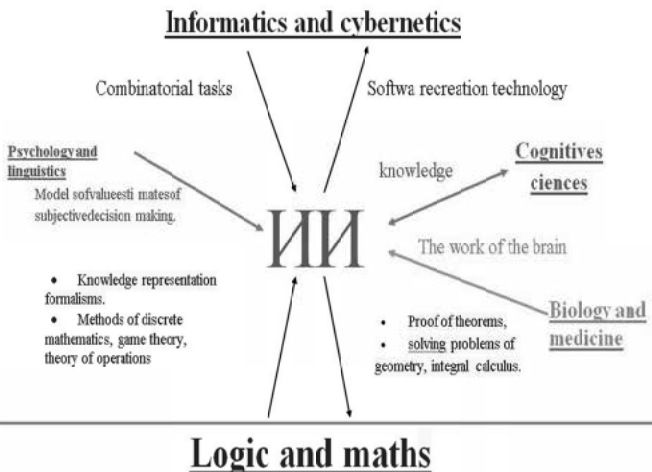 Informatics and cybernetics
Combinatorial tasks
Softwa recreation technology
Psychology and
linguistics
Model sofvalueesti matesof
subjectivedecision making.
knowledge
Cognitives
ciences
ИИ
The work of the brain
Biology and
medicine
• Knowledge representation
formalisms.
• Methods of discrete
mathematics, game theory,
theory of operations
• Proof of theorems,
• solving problems of
geometry, integral calculus.
Logic and maths